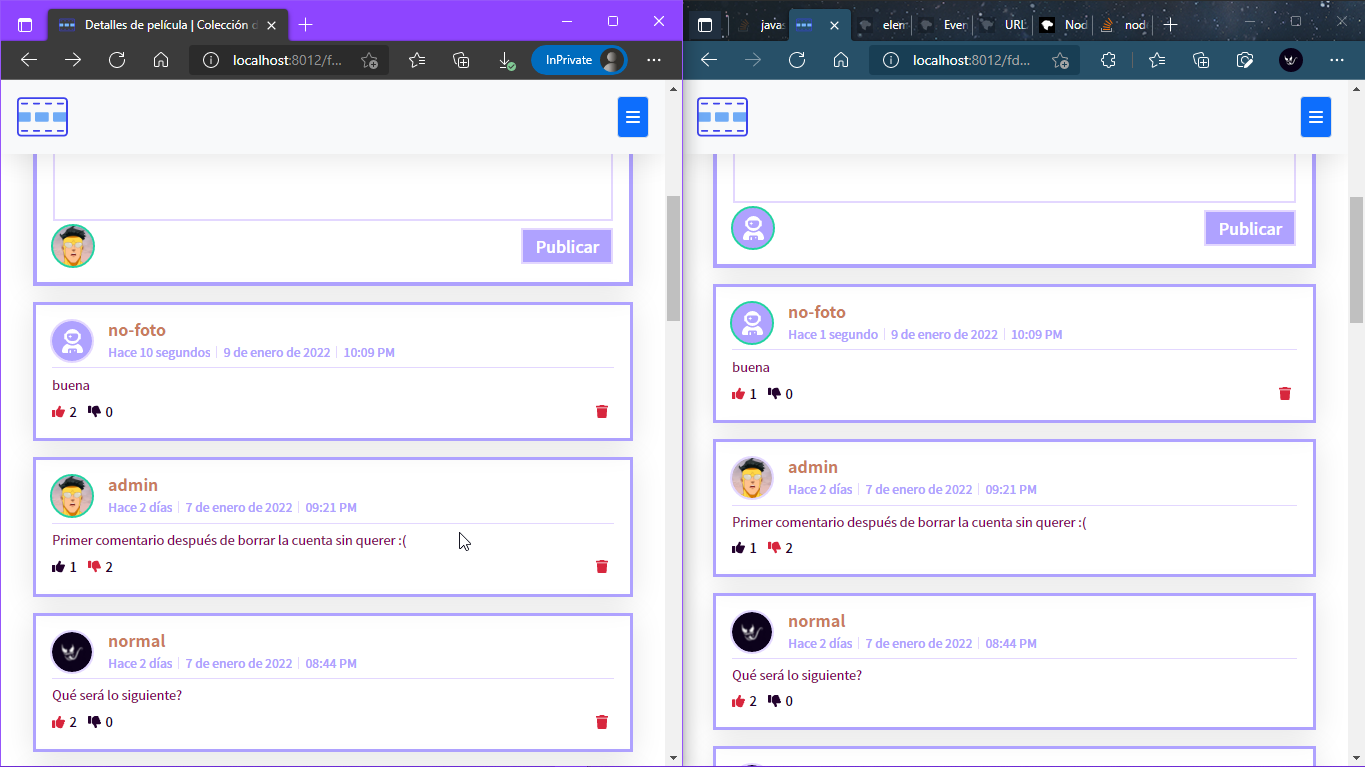 Detalles de película | Colección d
localhost:8012/f...
InPrivate
Publicar
no-foto
Hace 10 segundos | 9 de enero de 2022 | 10:09 PM
buena
2 0
admin
Hace 2 días | 7 de enero de 2022 | 09:21 PM
Primer comentario después de borrar la cuenta sin querer :(
1 2
normal
Hace 2 días | 7 de enero de 2022 | 08:44 PM
Qué será lo siguiente?
2 0
javas
elem
Even
URL
Nod
nod
localhost:8012/fd...
Publicar
no-foto
Hace 1 segundo | 9 de enero de 2022 | 10:09 PM
buena
1 0
admin
Hace 2 días | 7 de enero de 2022 | 09:21 PM
Primer comentario después de borrar la cuenta sin querer :(
1 2
normal
Hace 2 días | 7 de enero de 2022 | 08:44 PM
Qué será lo siguiente?
2 0